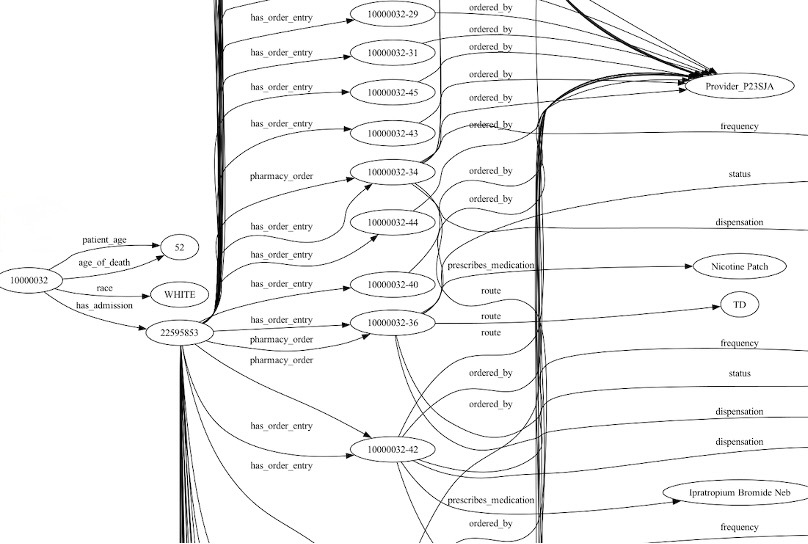 10000032-29
ordered_by
has_order_entry
ordered_by
has_order_entry
10000032-31
ordered_by
ordered_by
Provider_P23SJA
has_order_entry
10000032-45
ordered_by
has_order_entry
10000032-43
ordered_by
frequency
pharmacy_order
10000032-34
ordered_by
status
ordered_by
has_order_entry
10000032-44
dispensation
patient_age
52
has_order_entry
age_of_death
prescribes_medication
Nicotine Patch
10000032
race
WHITE
has_order_entry
10000032-40
route
has_admission
TD
22595853
has_order_entry
10000032-36
route
pharmacy_order
route
pharmacy_order
frequency
ordered_by
status
ordered_by
dispensation
has_order_entry
10000032-42
dispensation
has_order_entry
prescribes_medication
Ipratropium Bromide Neb
ordered_by
frequency